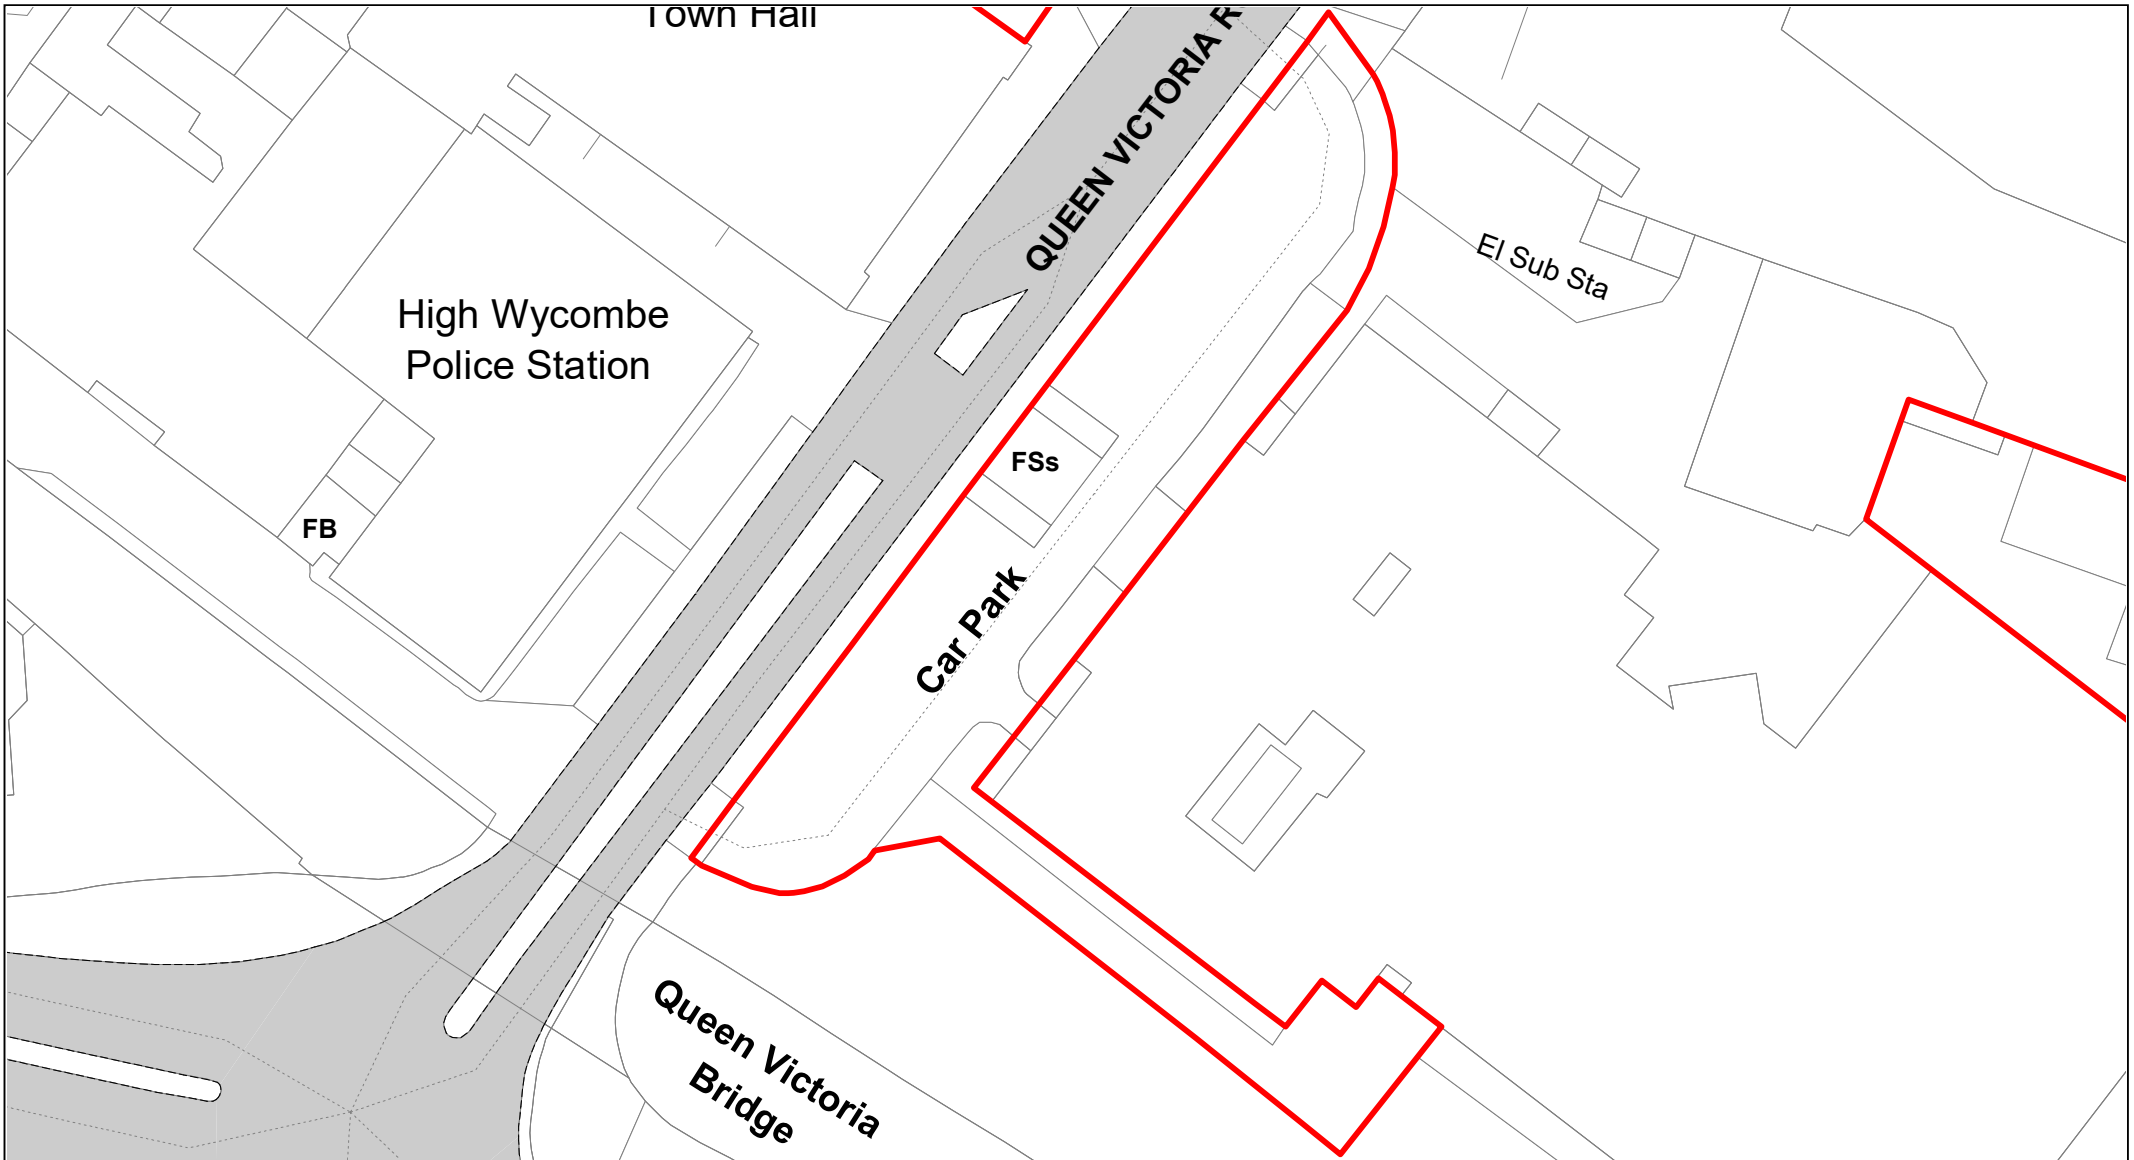 Town Hall
QUEEN VICTORIA R
El Sub Sta
High Wycombe
Police Station
FSs
FB
Car Park
Queen Victoria
Bridge